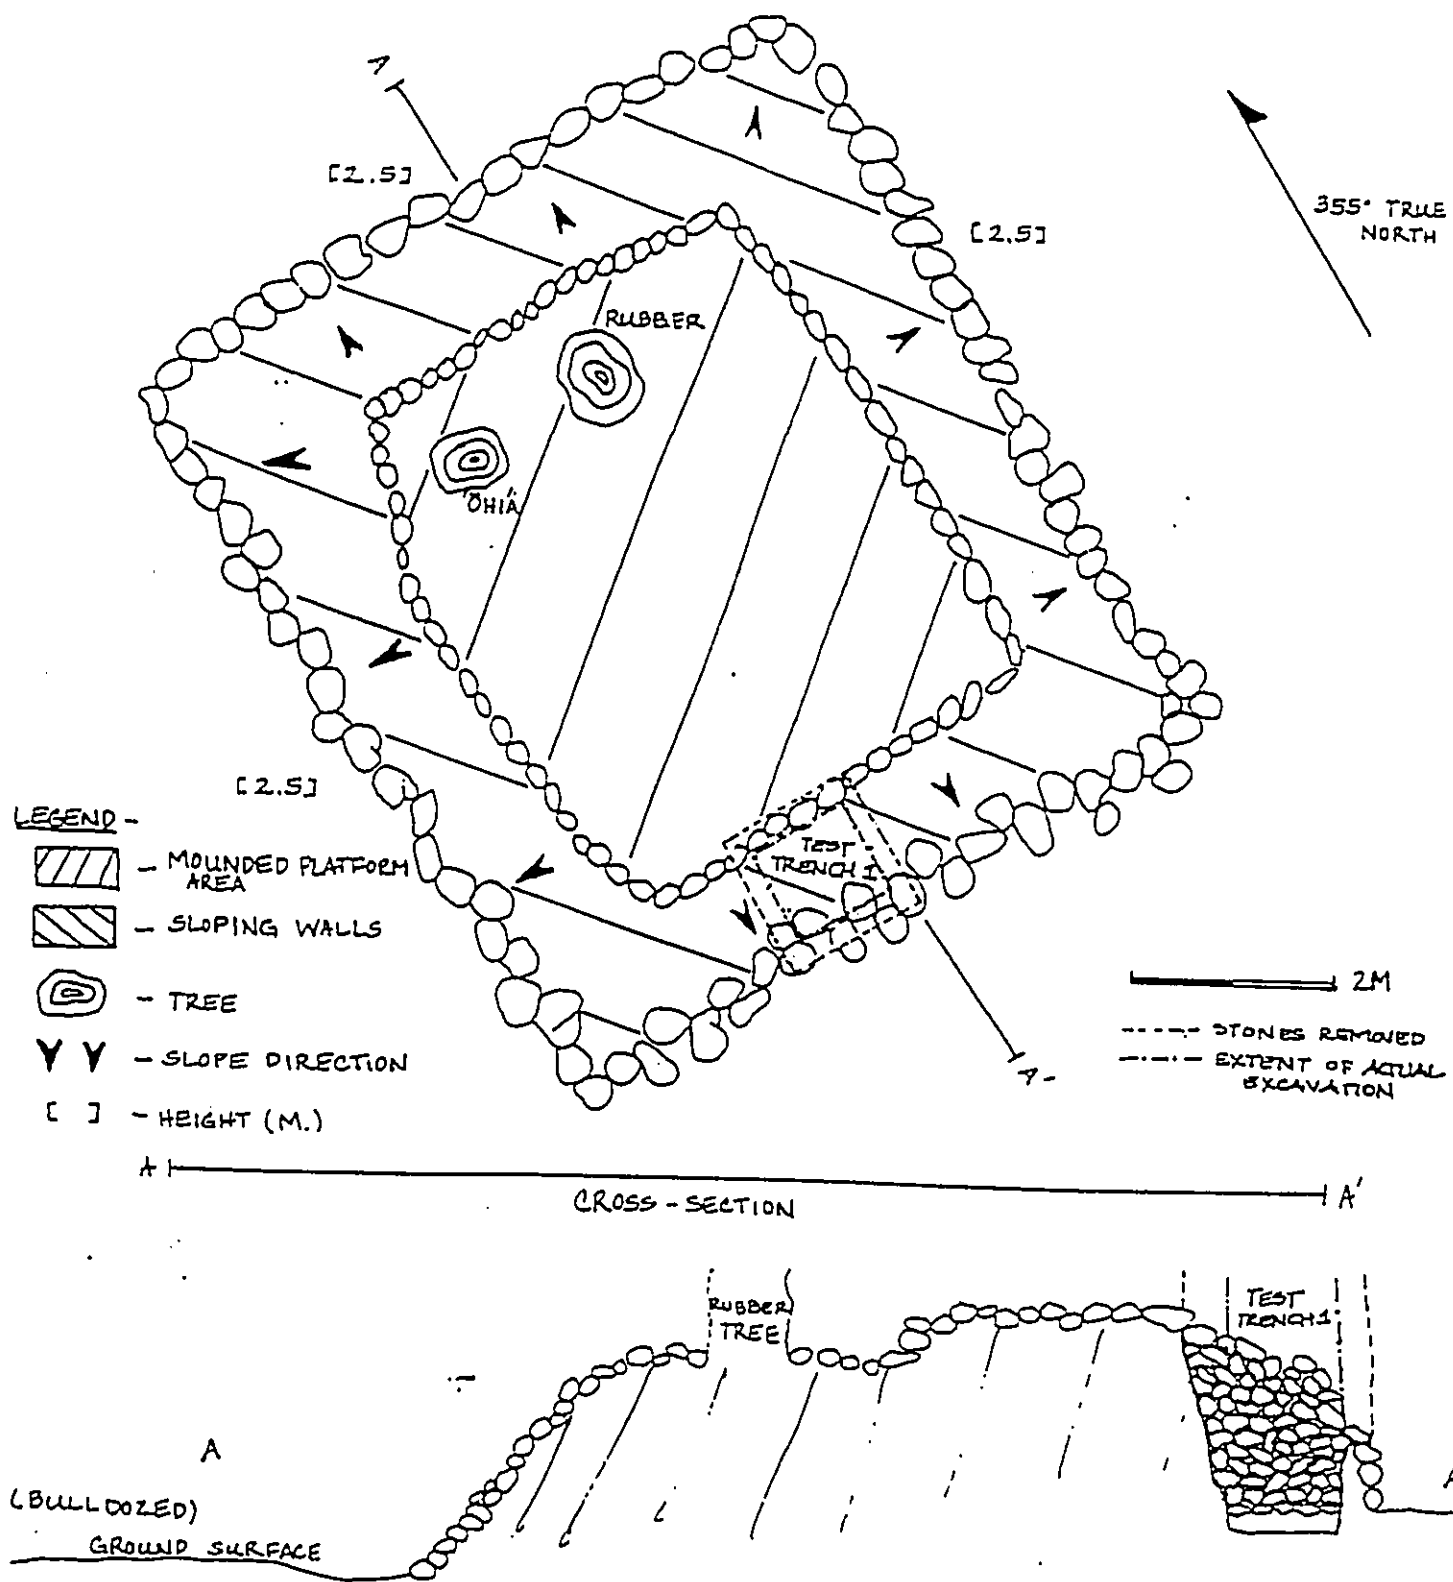 A
[2.5]
[2.5]
355° TRUE
NORTH
RUBBER
'ŌHI'Ā
[2.5]
TEST
TRENCH 1
LEGEND -
- MOUNDED PLATFORM
AREA
- SLOPING WALLS
- TREE
- SLOPE DIRECTION
[ ] - HEIGHT (M.)
2M
- STONES REMOVED
- EXTENT OF ACTUAL
EXCAVATION
A-
A
A'
CROSS-SECTION
RUBBER
TREE
TEST
TRENCH 1
A
(BULLDOZED)
GROUND SURFACE